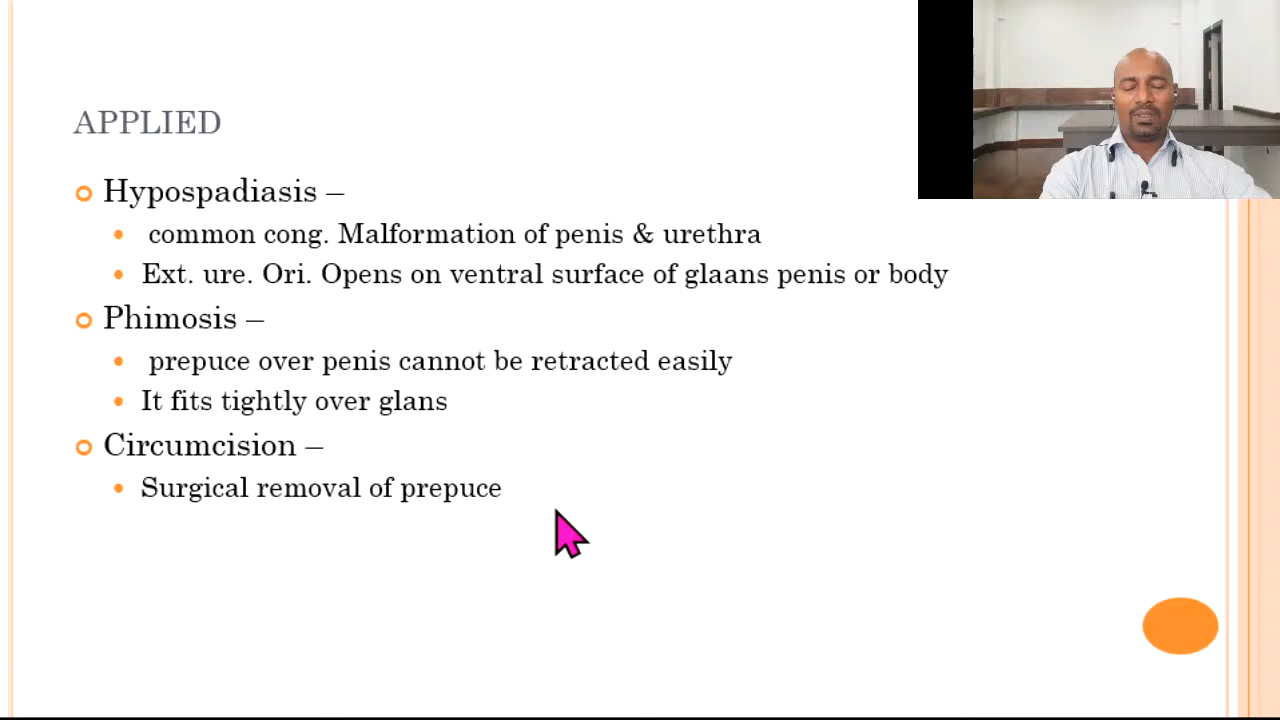 APPLIED
Hypospadiasis –
common cong. Malformation of penis & urethra
Ext. ure. Ori. Opens on ventral surface of glaans penis or body
Phimosis –
prepuce over penis cannot be retracted easily
It fits tightly over glans
Circumcision –
Surgical removal of prepuce